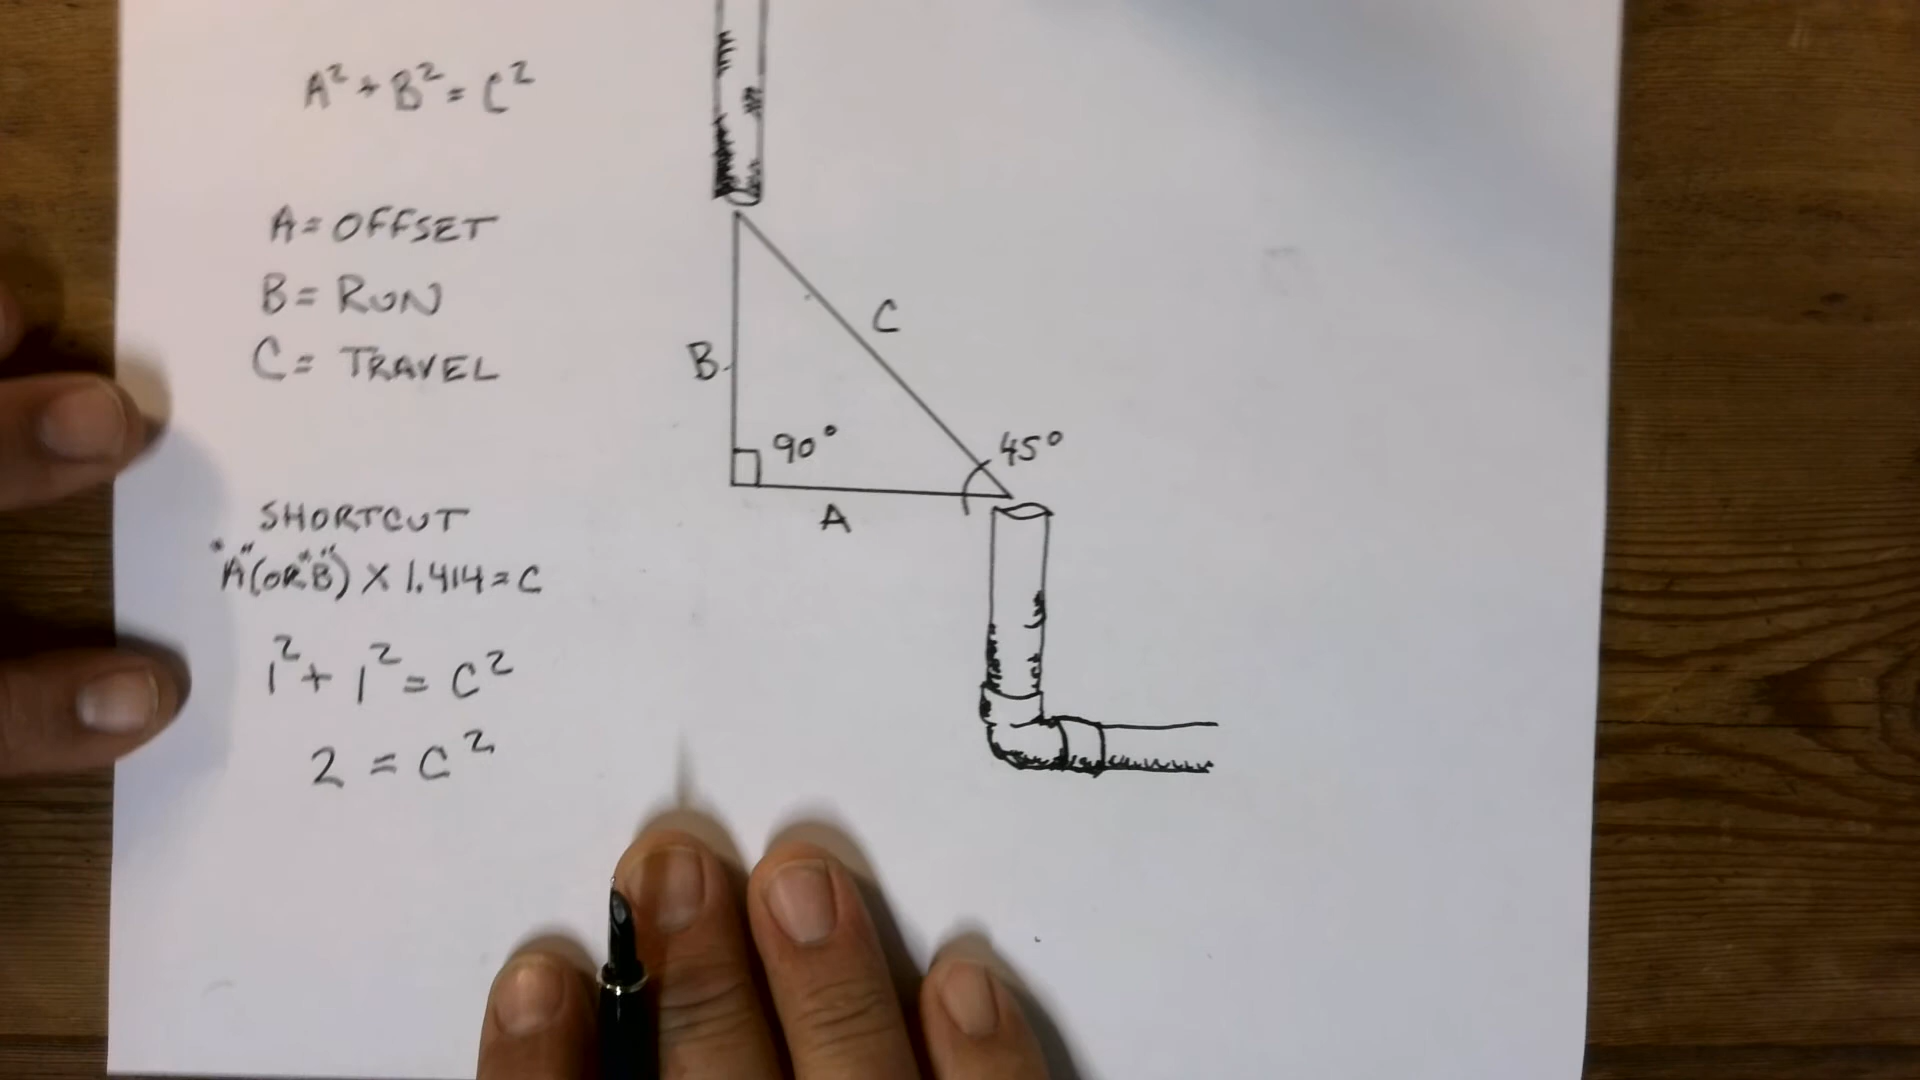 A² + B² = C²
A = OFFSET
B = RUN
C = TRAVEL
SHORTCUT
"A" (OR "B") X 1.414 = C
1² + 1² = C²
2 = C²
B
C
90°
45°
A